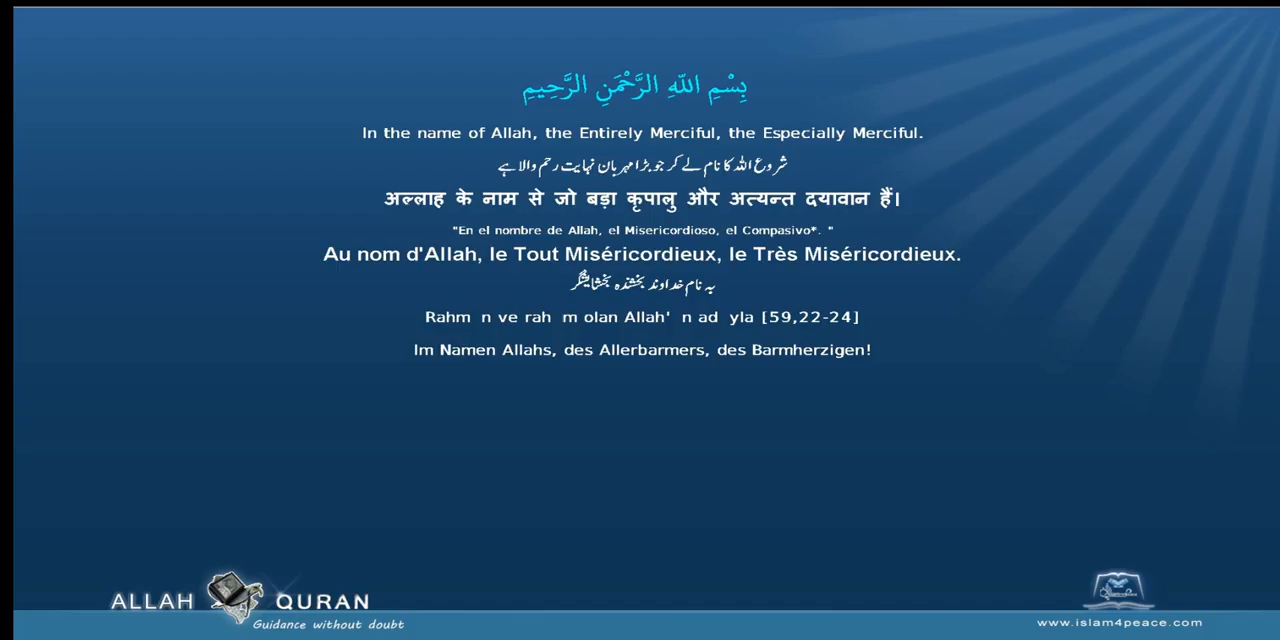 بِسْمِ اللَّهِ الرَّحْمَنِ الرَّحِيمِ
In the name of Allah, the Entirely Merciful, the Especially Merciful.
شروع الله کا نام لے کر جو بڑا مہربان نہایت رحم والا ہے
अल्लाह के नाम से जो बड़ा कृपालु और अत्यन्त दयावान हैं।
"En el nombre de Allah, el Misericordioso, el Compasivo*. "
Au nom d'Allah, le Tout Miséricordieux, le Très Miséricordieux.
به نام خداوند بخشنده بخشایشگر
Rahm n ve rah m olan Allah' n ad yla [59,22-24]
Im Namen Allahs, des Allerbarmers, des Barmherzigen!
ALLAH QURAN
Guidance without doubt
www.islam4peace.com